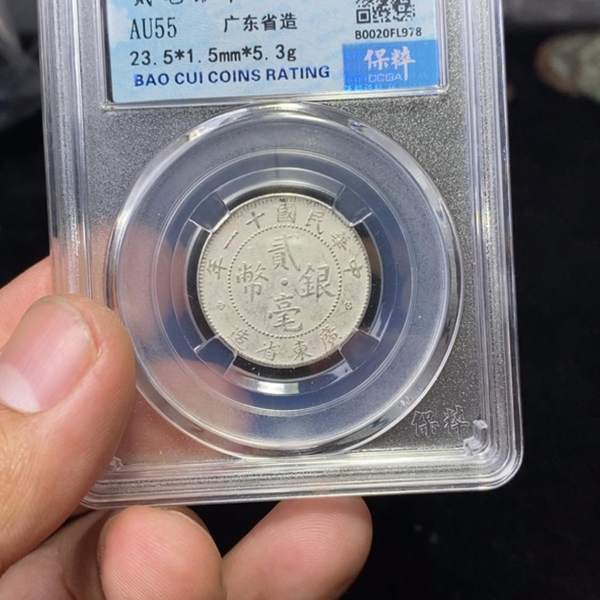 AU55 广东省造
23.5*1.5mm*5.3g
BAO CUI COINS RATING
B0020FL978
保粹
中華民國十一年
貳毫銀幣
廣東省造
保粹